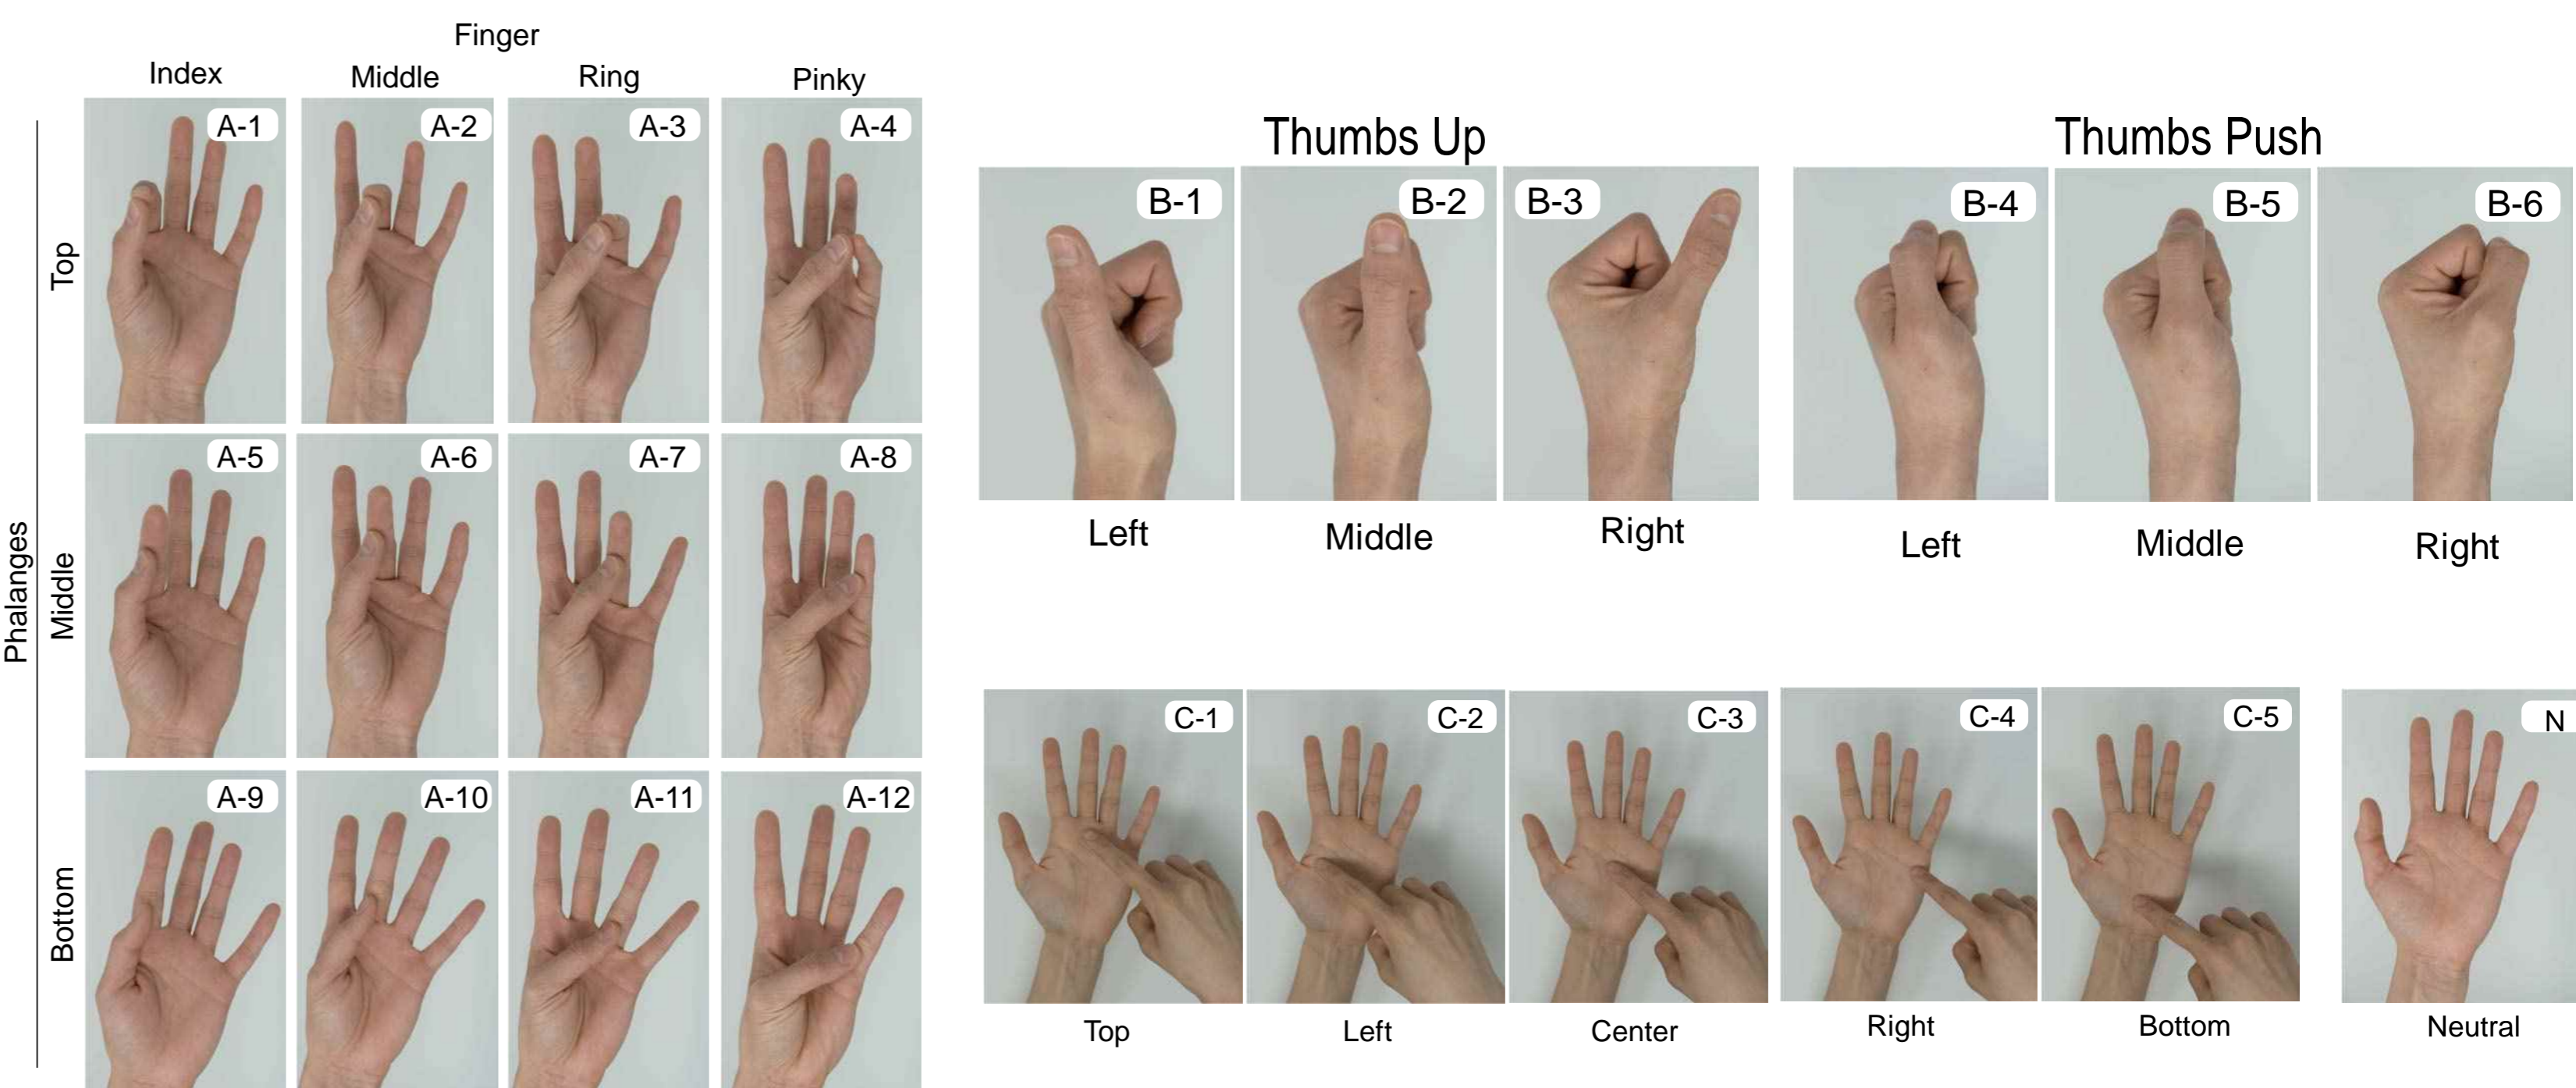 Finger
Index Middle Ring Pinky
Phalanges
Top
A-1 A-2 A-3 A-4
Middle
A-5 A-6 A-7 A-8
Bottom
A-9 A-10 A-11 A-12
Thumbs Up
B-1 B-2 B-3
Left Middle Right
Thumbs Push
B-4 B-5 B-6
Left Middle Right
C-1 C-2 C-3 C-4 C-5 N
Top Left Center Right Bottom Neutral